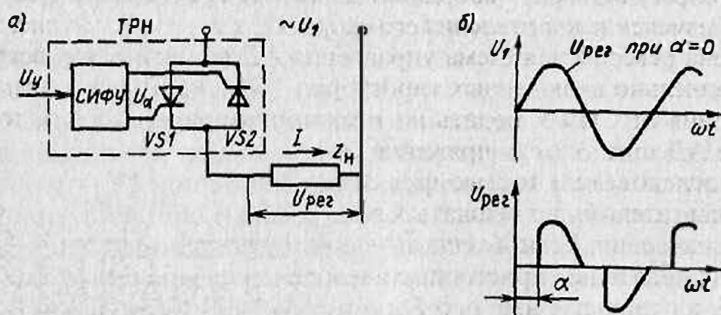 а)
ТРН
~U1
Uу
СИФУ
Uα
VS1
VS2
I
Zн
Uрег
б)
U1
Uрег при α=0
ωt
Uрег
α
ωt